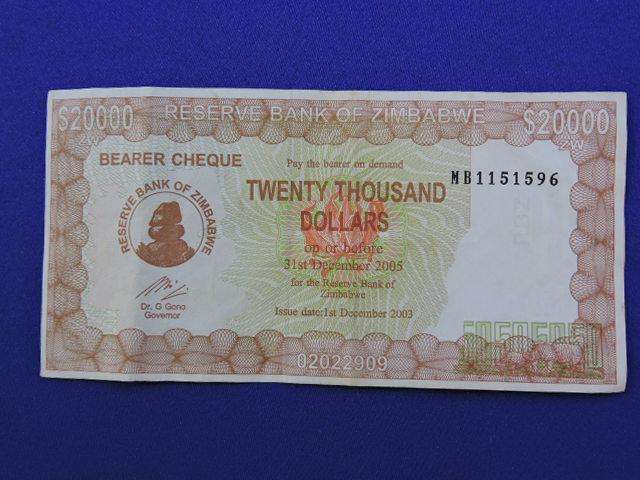 $20000 RESERVE BANK OF ZIMBABWE $20000
BEARER CHEQUE
Pay the bearer on demand
TWENTY THOUSAND
DOLLARS
MB1151596
on or before
31st December 2005
for the Reserve Bank of
Zimbabwe
Issue date:1st December 2003
RESERVE BANK OF ZIMBABWE
Dr. G Gono
Governor
02022909